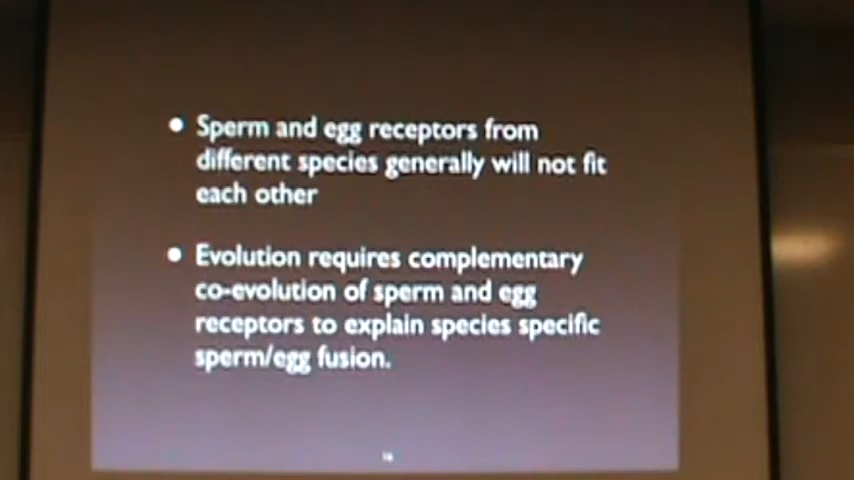 • Sperm and egg receptors from
different species generally will not fit
each other
• Evolution requires complementary
co-evolution of sperm and egg
receptors to explain species specific
sperm/egg fusion.